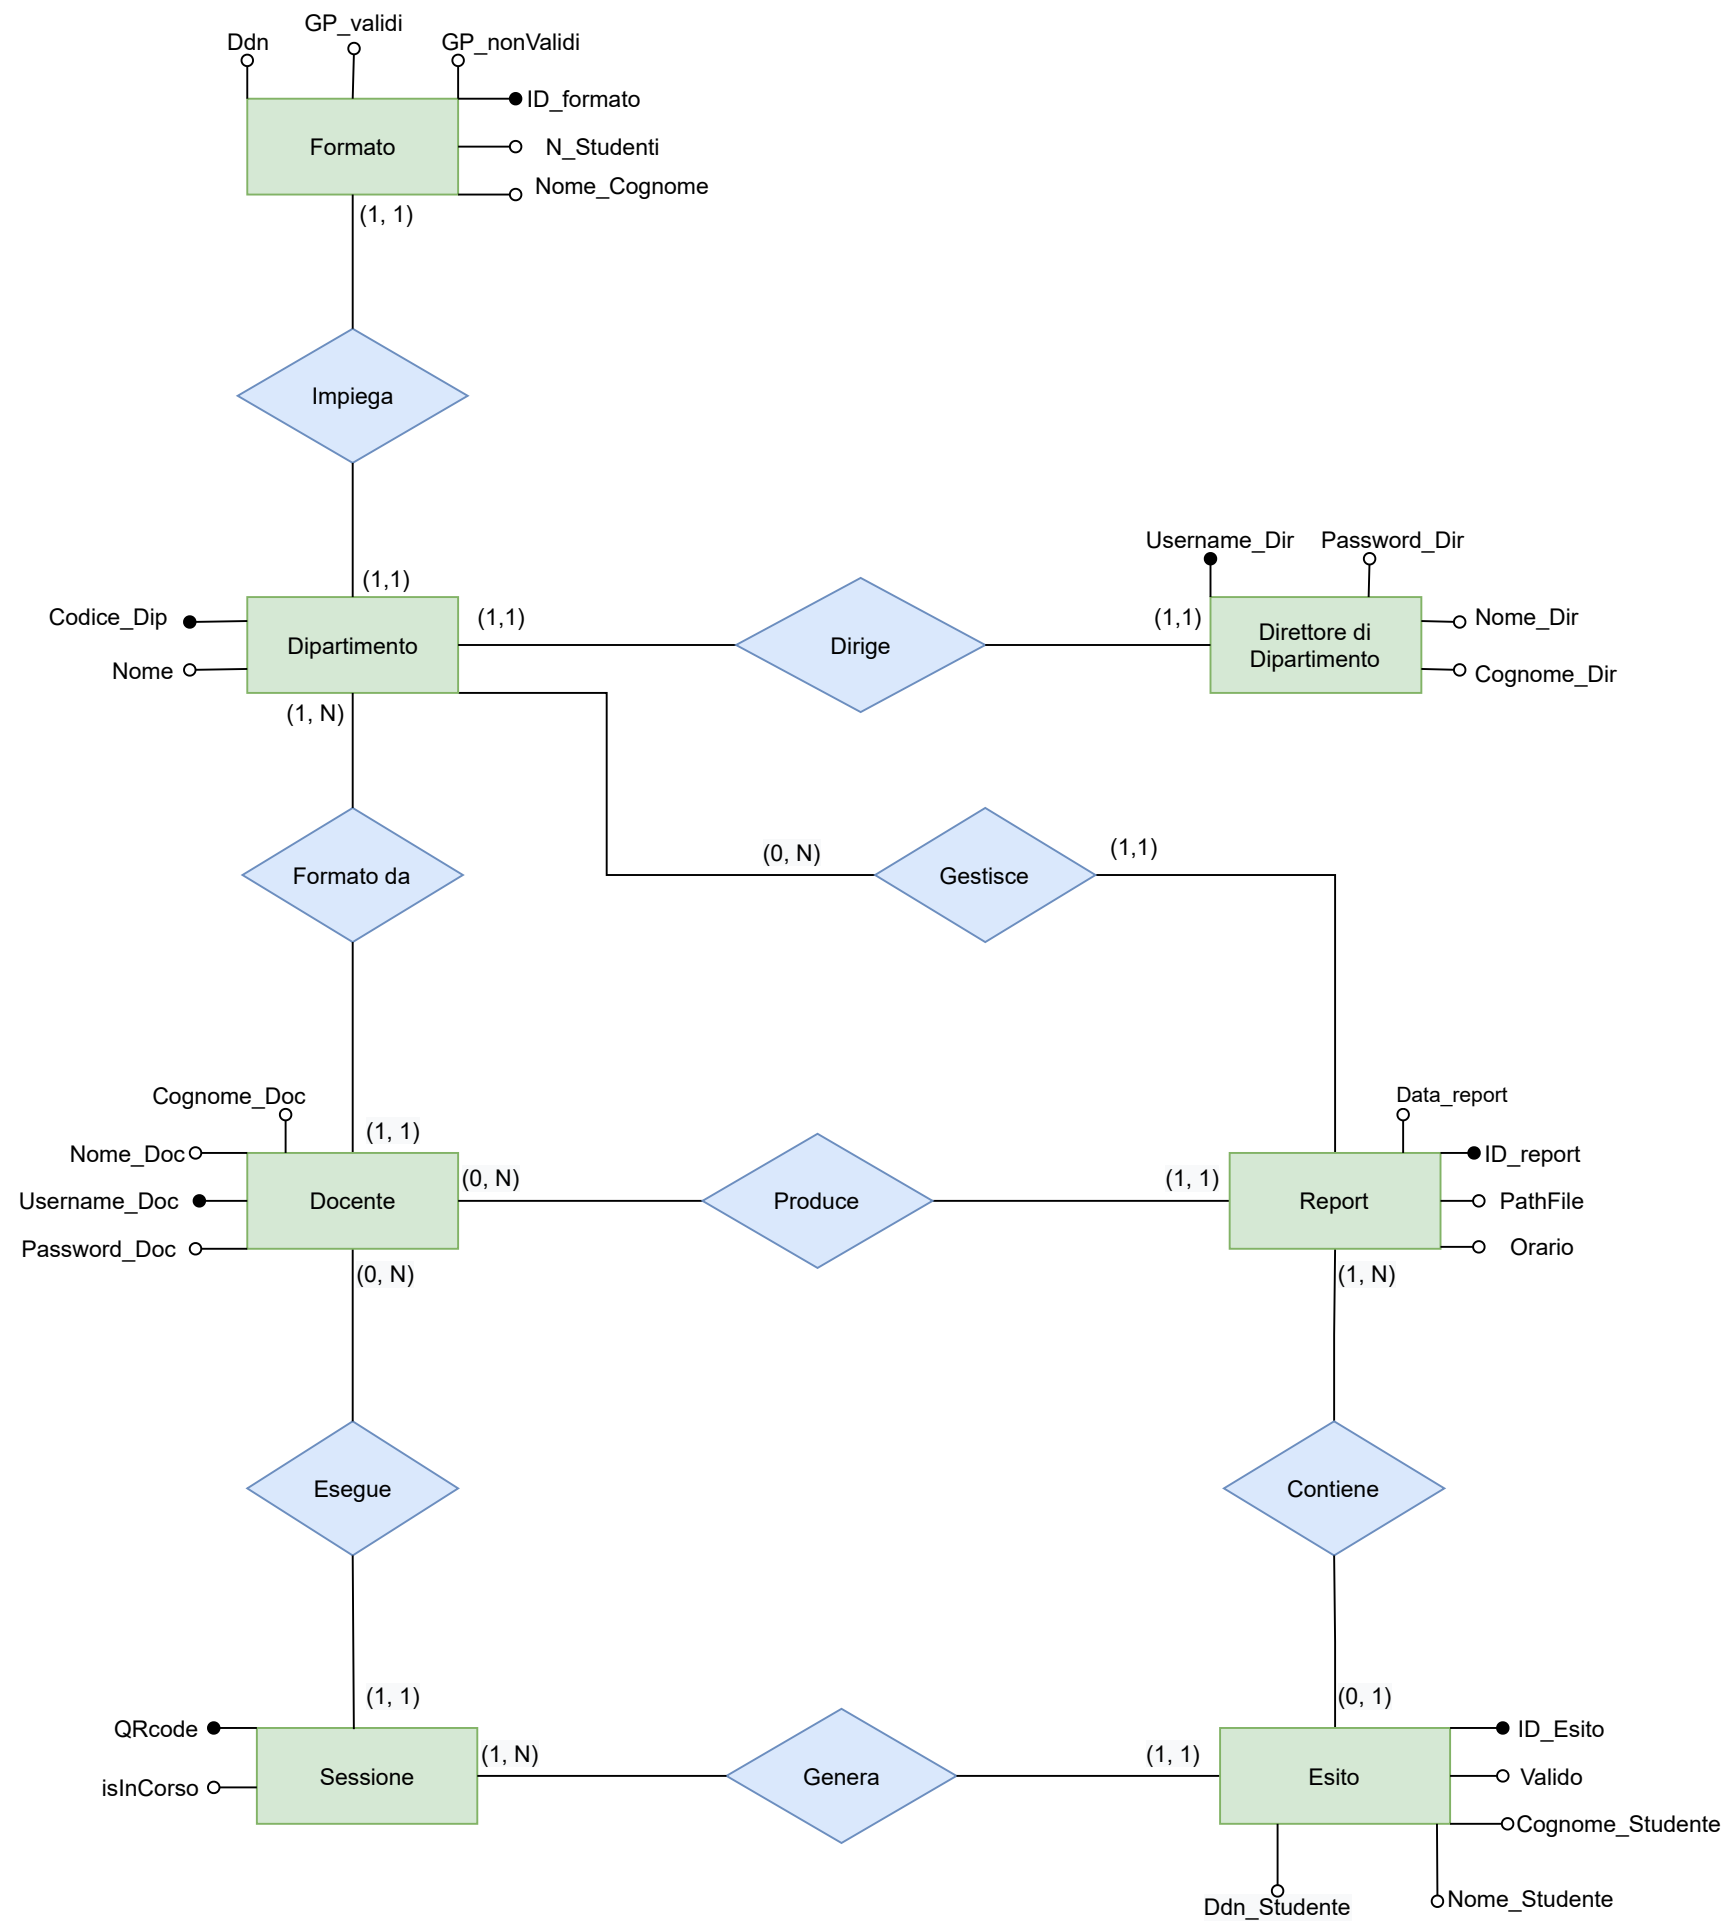 GP_validi
Ddn
GP_nonValidi
ID_formato
Formato
N_Studenti
Nome_Cognome
(1, 1)
Impiega
(1,1)
Username_Dir
Password_Dir
Codice_Dip
(1,1)
(1,1)
Nome_Dir
Dipartimento
Dirige
Direttore di
Dipartimento
Nome
Cognome_Dir
(1, N)
(0, N)
(1,1)
Formato da
Gestisce
Cognome_Doc
Data_report
(1, 1)
Nome_Doc
ID_report
(0, N)
(1, 1)
Username_Doc
Docente
Produce
Report
PathFile
Password_Doc
Orario
(0, N)
(1, N)
Esegue
Contiene
(1, 1)
(0, 1)
QRcode
ID_Esito
(1, N)
(1, 1)
Sessione
Genera
Esito
Valido
isInCorso
Cognome_Studente
Ddn_Studente
Nome_Studente